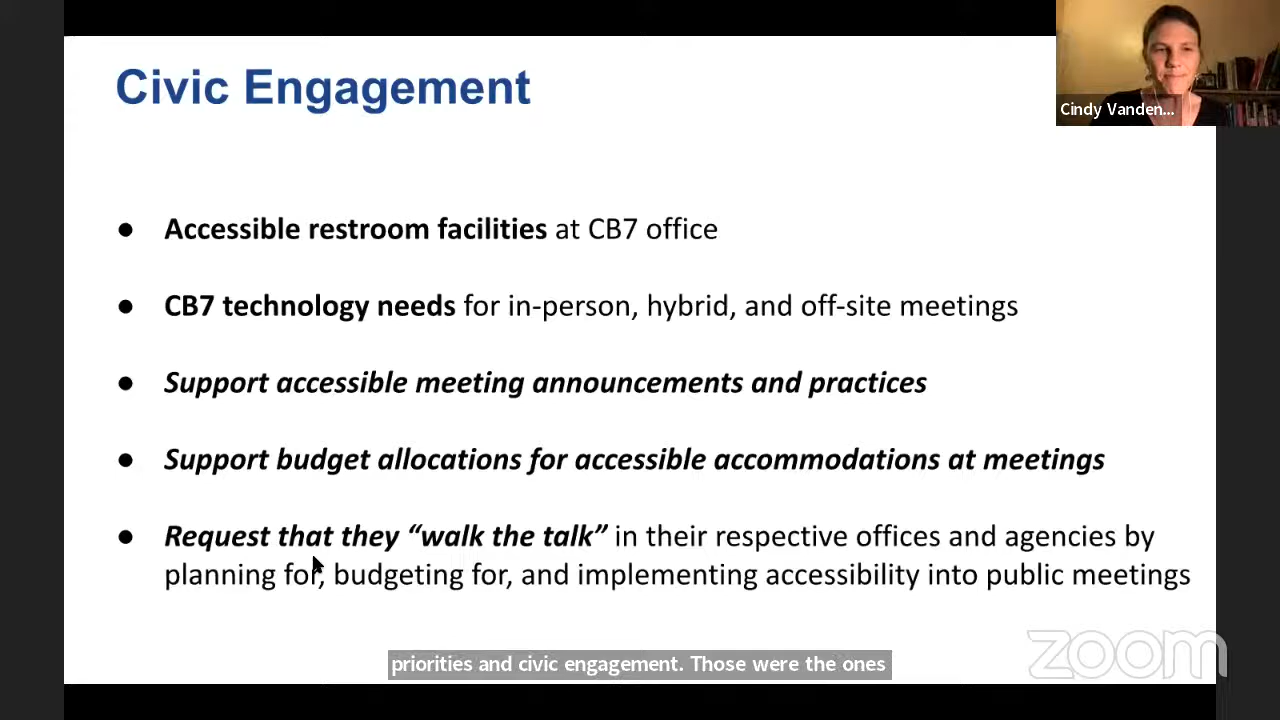 Civic Engagement
Cindy Vanden...
● Accessible restroom facilities at CB7 office
● CB7 technology needs for in-person, hybrid, and off-site meetings
● Support accessible meeting announcements and practices
● Support budget allocations for accessible accommodations at meetings
● Request that they “walk the talk” in their respective offices and agencies by
planning for, budgeting for, and implementing accessibility into public meetings
priorities and civic engagement. Those were the ones
zoom